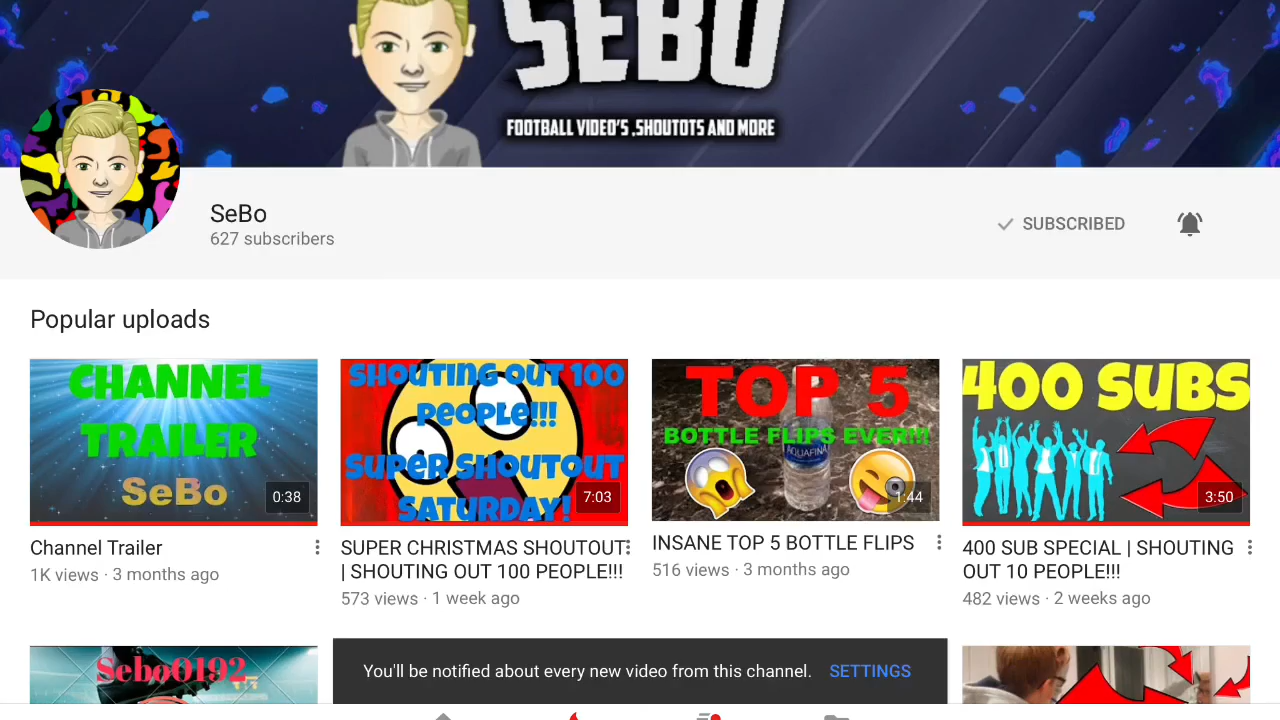 SEBO
FOOTBALL VIDEO'S ,SHOUTOTS AND MORE
SeBo
627 subscribers
SUBSCRIBED
Popular uploads
CHANNEL
TRAILER
SeBo
0:38
SHOUTING OUT 100
PEOPLE!!!
SUPER SHOUTOUT
SATURDAY!
7:03
TOP 5
BOTTLE FLIPS EVER!!!
AQUAFINA
1:44
400 SUBS
3:50
Channel Trailer
1K views · 3 months ago
SUPER CHRISTMAS SHOUTOUT
| SHOUTING OUT 100 PEOPLE!!!
573 views · 1 week ago
INSANE TOP 5 BOTTLE FLIPS
516 views · 3 months ago
400 SUB SPECIAL | SHOUTING
OUT 10 PEOPLE!!!
482 views · 2 weeks ago
Sebo0192
You'll be notified about every new video from this channel. SETTINGS